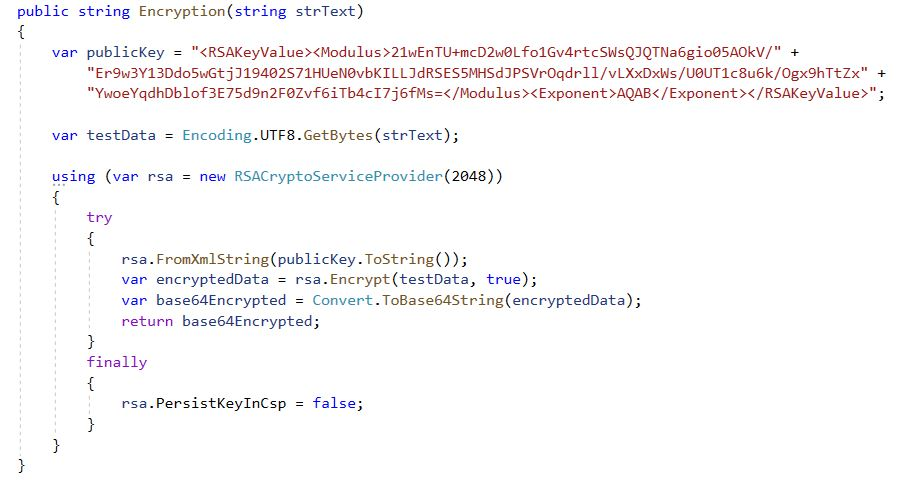 public string Encryption(string strText)
{
var publicKey = "<RSAKeyValue><Modulus>21wEnTU+mcD2w0Lfo1Gv4rtcSWsQJQTNa6gio05AOkV/" +
"Er9w3Y13Ddo5wGtjJ19402S71HUeN0vbKILLJdRSES5MHSdJPSVrOqdrll/vLXxDxWs/U0UT1c8u6k/Ogx9hTtZx" +
"YwoeYqdhDblof3E75d9n2F0Zvf6iTb4cI7j6fMs=</Modulus><Exponent>AQAB</Exponent></RSAKeyValue>";
var testData = Encoding.UTF8.GetBytes(strText);
using (var rsa = new RSACryptoServiceProvider(2048))
{
try
{
rsa.FromXmlString(publicKey.ToString());
var encryptedData = rsa.Encrypt(testData, true);
var base64Encrypted = Convert.ToBase64String(encryptedData);
return base64Encrypted;
}
finally
{
rsa.PersistKeyInCsp = false;
}
}
}